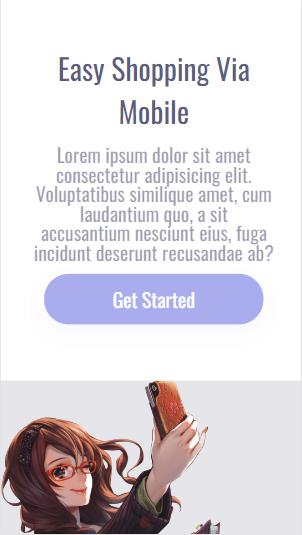 Easy Shopping Via
Mobile
Lorem ipsum dolor sit amet
consectetur adipisicing elit.
Voluptatibus similique amet, cum
laudantium quo, a sit
accusantium nesciunt eius, fuga
incidunt deserunt recusandae ab?
Get Started